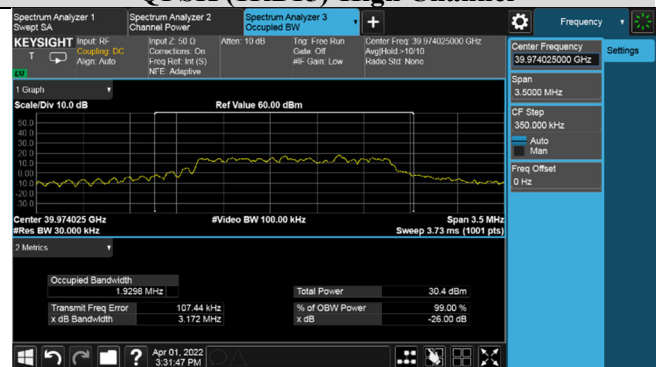 Spectrum Analyzer 1
Swept SA
Spectrum Analyzer 2
Channel Power
Spectrum Analyzer 3
Occupied BW
Frequency
KEYSIGHT
Input: RF
Coupling: DC
Align: Auto
Input Z: 50 Ω
Corrections: On
Freq Ref: Int (S)
NFE: Adaptive
Atten: 10 dB
Trig: Free Run
Gate: Off
#IF Gain: Low
Center Freq: 39.974025000 GHz
Avg|Hold:>10/10
Radio Std: None
1 Graph
Scale/Div 10.0 dB
Ref Value 60.00 dBm
50.0
40.0
30.0
20.0
10.0
0.00
-10.0
-20.0
-30.0
Center 39.974025 GHz
#Video BW 100.00 kHz
Span 3.5 MHz
#Res BW 30.000 kHz
Sweep 3.73 ms (1001 pts)
2 Metrics
Occupied Bandwidth
1.9298 MHz
Total Power
30.4 dBm
Transmit Freq Error
107.44 kHz
% of OBW Power
99.00 %
x dB Bandwidth
3.172 MHz
x dB
-26.00 dB
Center Frequency
39.974025000 GHz
Settings
Span
3.5000 MHz
CF Step
350.000 kHz
Auto
Man
Freq Offset
0 Hz
Apr 01, 2022
3:31:47 PM